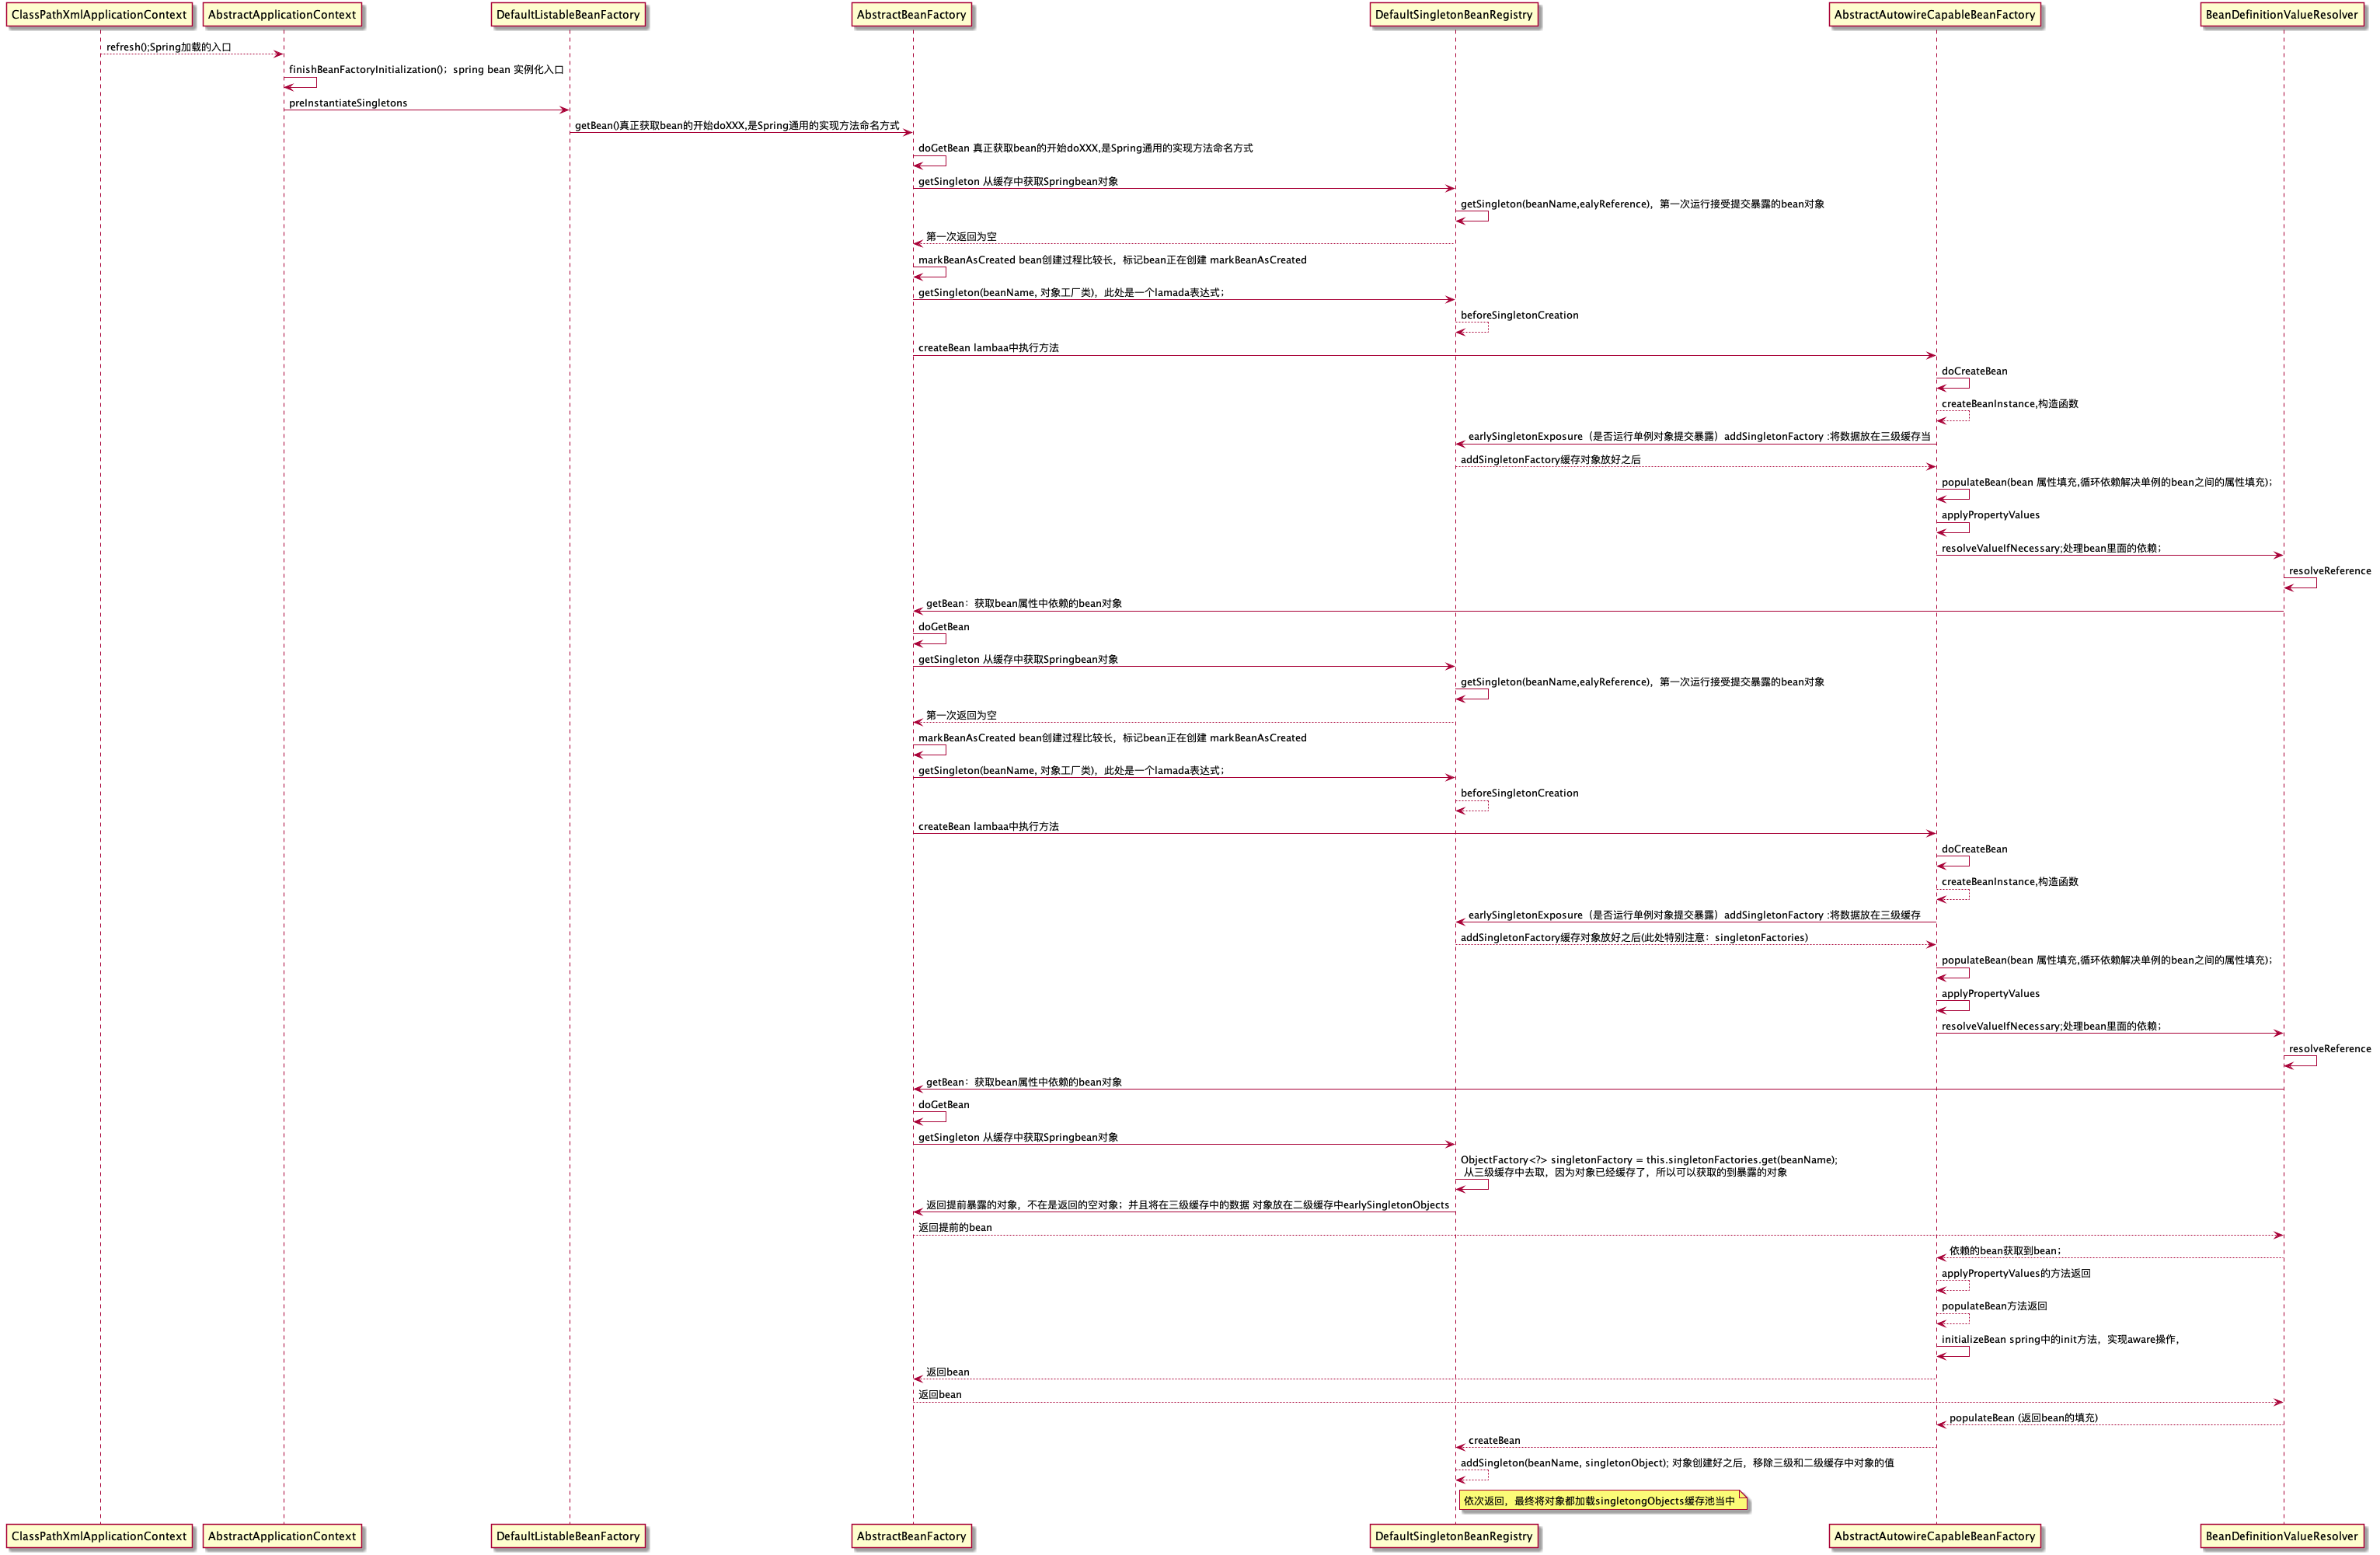 ClassPathXmlApplicationContext
AbstractApplicationContext
DefaultListableBeanFactory
AbstractBeanFactory
DefaultSingletonBeanRegistry
AbstractAutowireCapableBeanFactory
BeanDefinitionValueResolver
refresh();Spring加载的入口
finishBeanFactoryInitialization()；spring bean 实例化入口
preInstantiateSingletons
getBean()真正获取bean的开始doXXX,是Spring通用的实现方法命名方式
doGetBean 真正获取bean的开始doXXX,是Spring通用的实现方法命名方式
getSingleton 从缓存中获取Springbean对象
getSingleton(beanName,ealyReference)，第一次运行接受提交暴露的bean对象
第一次返回为空
markBeanAsCreated bean创建过程比较长，标记bean正在创建 markBeanAsCreated
getSingleton(beanName, 对象工厂类)，此处是一个lamada表达式；
beforeSingletonCreation
createBean lambaa中执行方法
doCreateBean
createBeanInstance,构造函数
earlySingletonExposure（是否运行单例对象提交暴露）addSingletonFactory :将数据放在三级缓存当
addSingletonFactory缓存对象放好之后
populateBean(bean 属性填充,循环依赖解决单例的bean之间的属性填充)；
applyPropertyValues
resolveValueIfNecessary;处理bean里面的依赖；
resolveReference
getBean：获取bean属性中依赖的bean对象
doGetBean
getSingleton 从缓存中获取Springbean对象
getSingleton(beanName,ealyReference)，第一次运行接受提交暴露的bean对象
第一次返回为空
markBeanAsCreated bean创建过程比较长，标记bean正在创建 markBeanAsCreated
getSingleton(beanName, 对象工厂类)，此处是一个lamada表达式；
beforeSingletonCreation
createBean lambaa中执行方法
doCreateBean
createBeanInstance,构造函数
earlySingletonExposure（是否运行单例对象提交暴露）addSingletonFactory :将数据放在三级缓存
addSingletonFactory缓存对象放好之后(此处特别注意：singletonFactories)
populateBean(bean 属性填充,循环依赖解决单例的bean之间的属性填充)；
applyPropertyValues
resolveValueIfNecessary;处理bean里面的依赖；
resolveReference
getBean：获取bean属性中依赖的bean对象
doGetBean
getSingleton 从缓存中获取Springbean对象
ObjectFactory<?> singletonFactory = this.singletonFactories.get(beanName);
从三级缓存中去取，因为对象已经缓存了，所以可以获取的到暴露的对象
返回提前暴露的对象，不在是返回的空对象；并且将在三级缓存中的数据 对象放在二级缓存中earlySingletonObjects
返回提前的bean
依赖的bean获取到bean；
applyPropertyValues的方法返回
populateBean方法返回
initializeBean spring中的init方法，实现aware操作，
返回bean
返回bean
populateBean (返回bean的填充)
createBean
addSingleton(beanName, singletonObject); 对象创建好之后，移除三级和二级缓存中对象的值
依次返回，最终将对象都加载singletongObjects缓存池当中
ClassPathXmlApplicationContext
AbstractApplicationContext
DefaultListableBeanFactory
AbstractBeanFactory
DefaultSingletonBeanRegistry
AbstractAutowireCapableBeanFactory
BeanDefinitionValueResolver